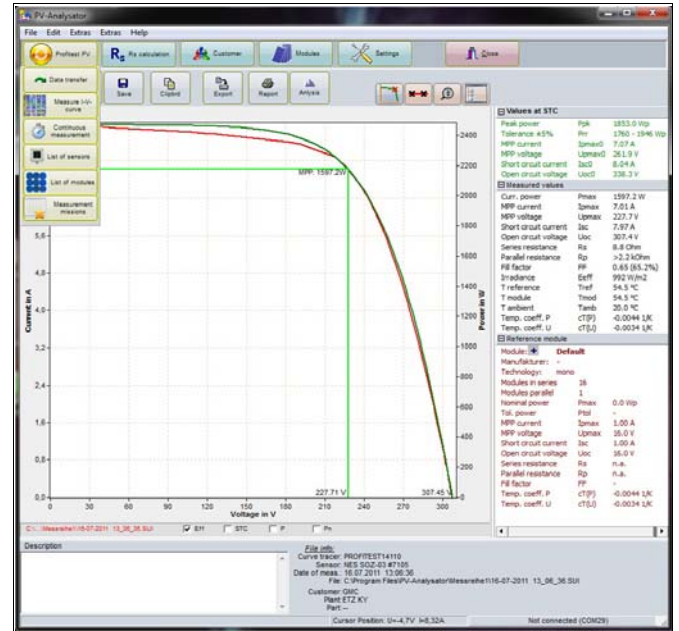 PV-Analysator
File Edit Extras Extras Help
Profitest PV
Rs Rs calculation
Customer
Modules
Settings
Close
Data transfer
Save
Clipbrd
Export
Report
Anlysis
Measure I-V-curve
Continuous measurement
List of sensors
List of modules
Measurement missions
Values at STC
Peak power Ppk 1853.0 Wp
Tolerance ±5% Prr 1760 - 1946 Wp
MPP current Ipmax0 7.07 A
MPP voltage Upmax0 261.9 V
Short circuit current Isc0 8.04 A
Open circuit voltage Uoc0 338.3 V
Measured values
Curr. power Pmax 1597.2 W
MPP current Ipmax 7.01 A
MPP voltage Upmax 227.7 V
Short circuit current Isc 7.97 A
Open circuit voltage Uoc 307.4 V
Series resistance Rs 8.8 Ohm
Parallel resistance Rp >2.2 kOhm
Fill factor FF 0.65 (65.2%)
Irradiance Eeff 992 W/m2
T reference Tref 54.5 °C
T module Tmod 54.5 °C
T ambient Tamb 20.0 °C
Temp. coeff. P cT(P) -0.0044 1/K
Temp. coeff. U cT(U) -0.0034 1/K
Reference module
Module: Default
Manufakturer: -
Technology: mono
Modules in series 16
Modules parallel 1
Nominal power Pmax 0.0 Wp
Tol. power Ptol -
MPP current Ipmax 1.00 A
MPP voltage Upmax 16.0 V
Short circuit current Isc 1.00 A
Open circuit voltage Uoc 16.0 V
Series resistance Rs n.a.
Parallel resistance Rp n.a.
Fill factor FF -
Temp. coeff. P cT(P) -0.0044 1/K
Temp. coeff. U cT(U) -0.0034 1/K
MPP: 1597.2W
227.71 V
307.45 V
Current in A
5,6
4,8
3,2
2,4
1,6
0,8
0,0
Power in W
2400
2200
2000
1600
1400
1200
1000
800
600
400
200
0
0 30 60 90 120 150 180 210 240 270 300
Voltage in V
C:\...\Messreihe1\16-07-2011 13_06_36.SUI
Eff STC P Pn
Description
File info:
Curve tracer: PROFITEST14110
Sensor: NES SOZ-03 #7105
Date of meas.: 16.07.2011 13:06:36
File: C:\Program Files\PV-Analysator\Messreihe1\16-07-2011 13_06_36.SUI
Customer: GMC
Plant: ETZ KY
Part: --
Cursor Position: U=-4,7V I=8,32A
Not connected (COM29)